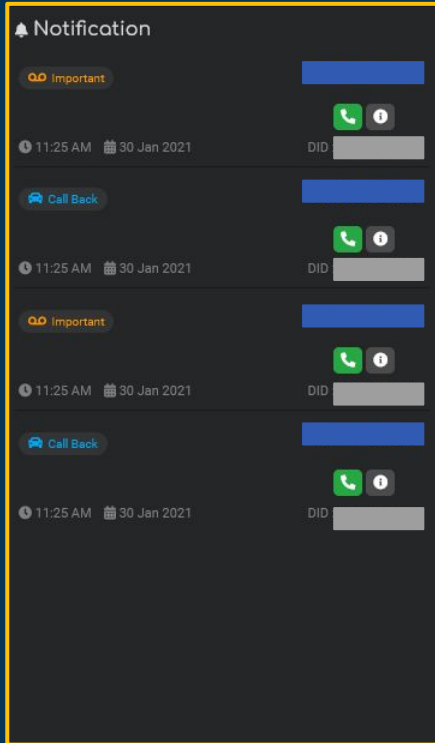 Notification
Important
11:25 AM 30 Jan 2021 DID :
Call Back
11:25 AM 30 Jan 2021 DID :
Important
11:25 AM 30 Jan 2021 DID :
Call Back
11:25 AM 30 Jan 2021 DID :